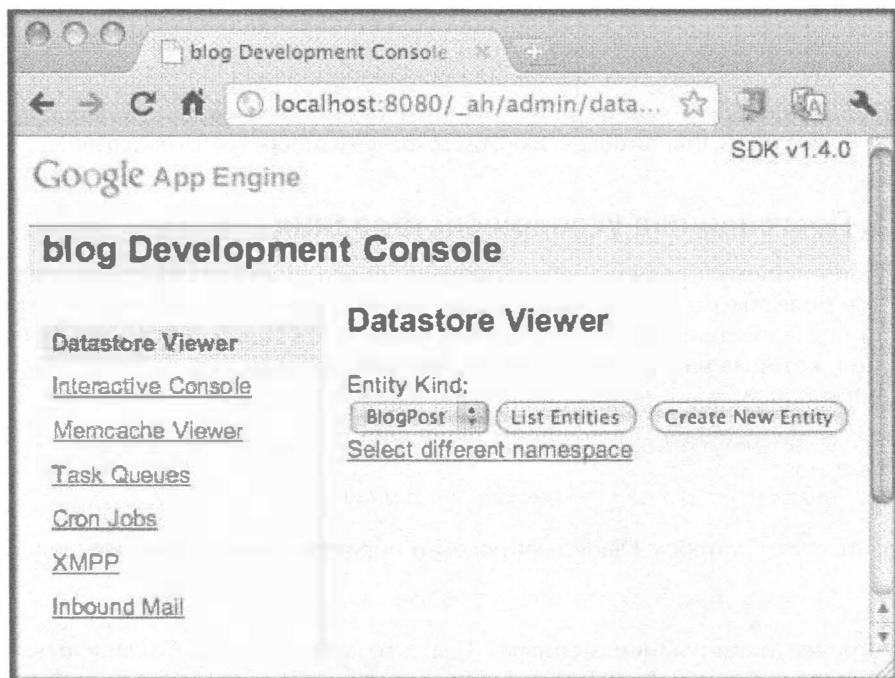 blog Development Console
localhost:8080/_ah/admin/data...
SDK v1.4.0
Google App Engine
blog Development Console
Datastore Viewer
Interactive Console
Memcache Viewer
Task Queues
Cron Jobs
XMPP
Inbound Mail
Datastore Viewer
Entity Kind:
BlogPost List Entities Create New Entity
Select different namespace